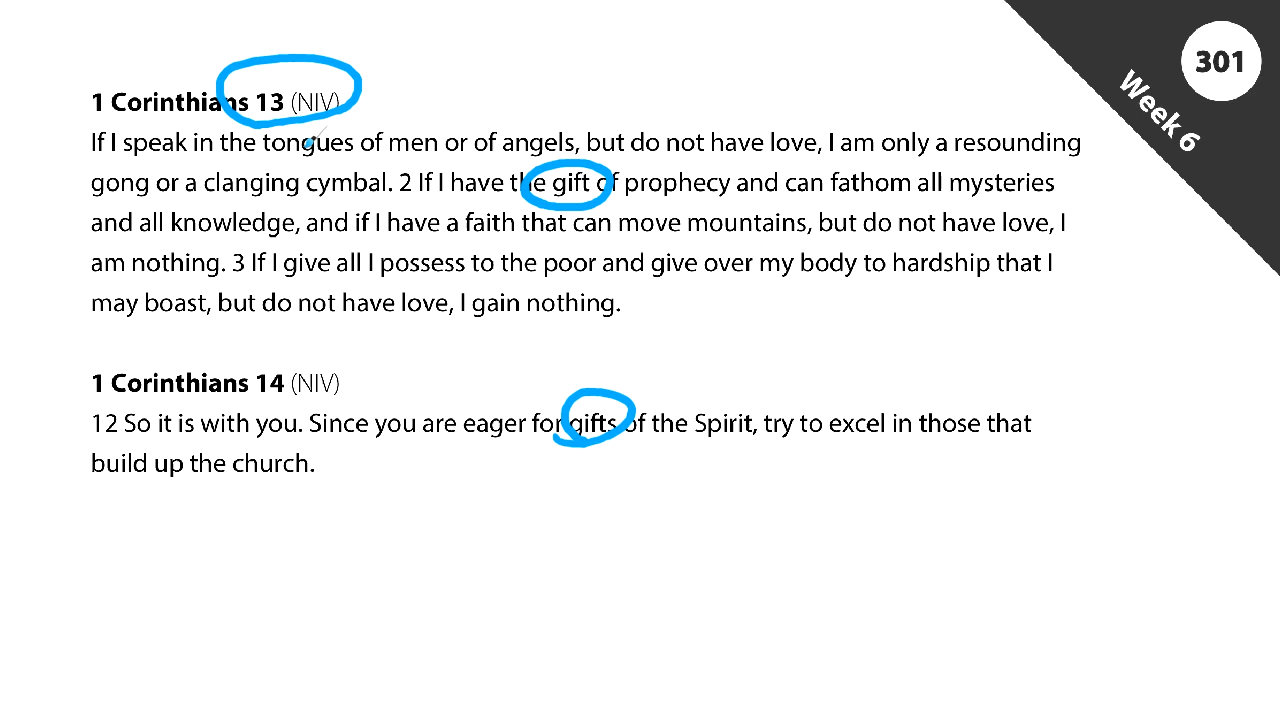 301
Week 6
1 Corinthians 13 (NIV)
If I speak in the tongues of men or of angels, but do not have love, I am only a resounding
gong or a clanging cymbal. 2 If I have the gift of prophecy and can fathom all mysteries
and all knowledge, and if I have a faith that can move mountains, but do not have love, I
am nothing. 3 If I give all I possess to the poor and give over my body to hardship that I
may boast, but do not have love, I gain nothing.
1 Corinthians 14 (NIV)
12 So it is with you. Since you are eager for gifts of the Spirit, try to excel in those that
build up the church.